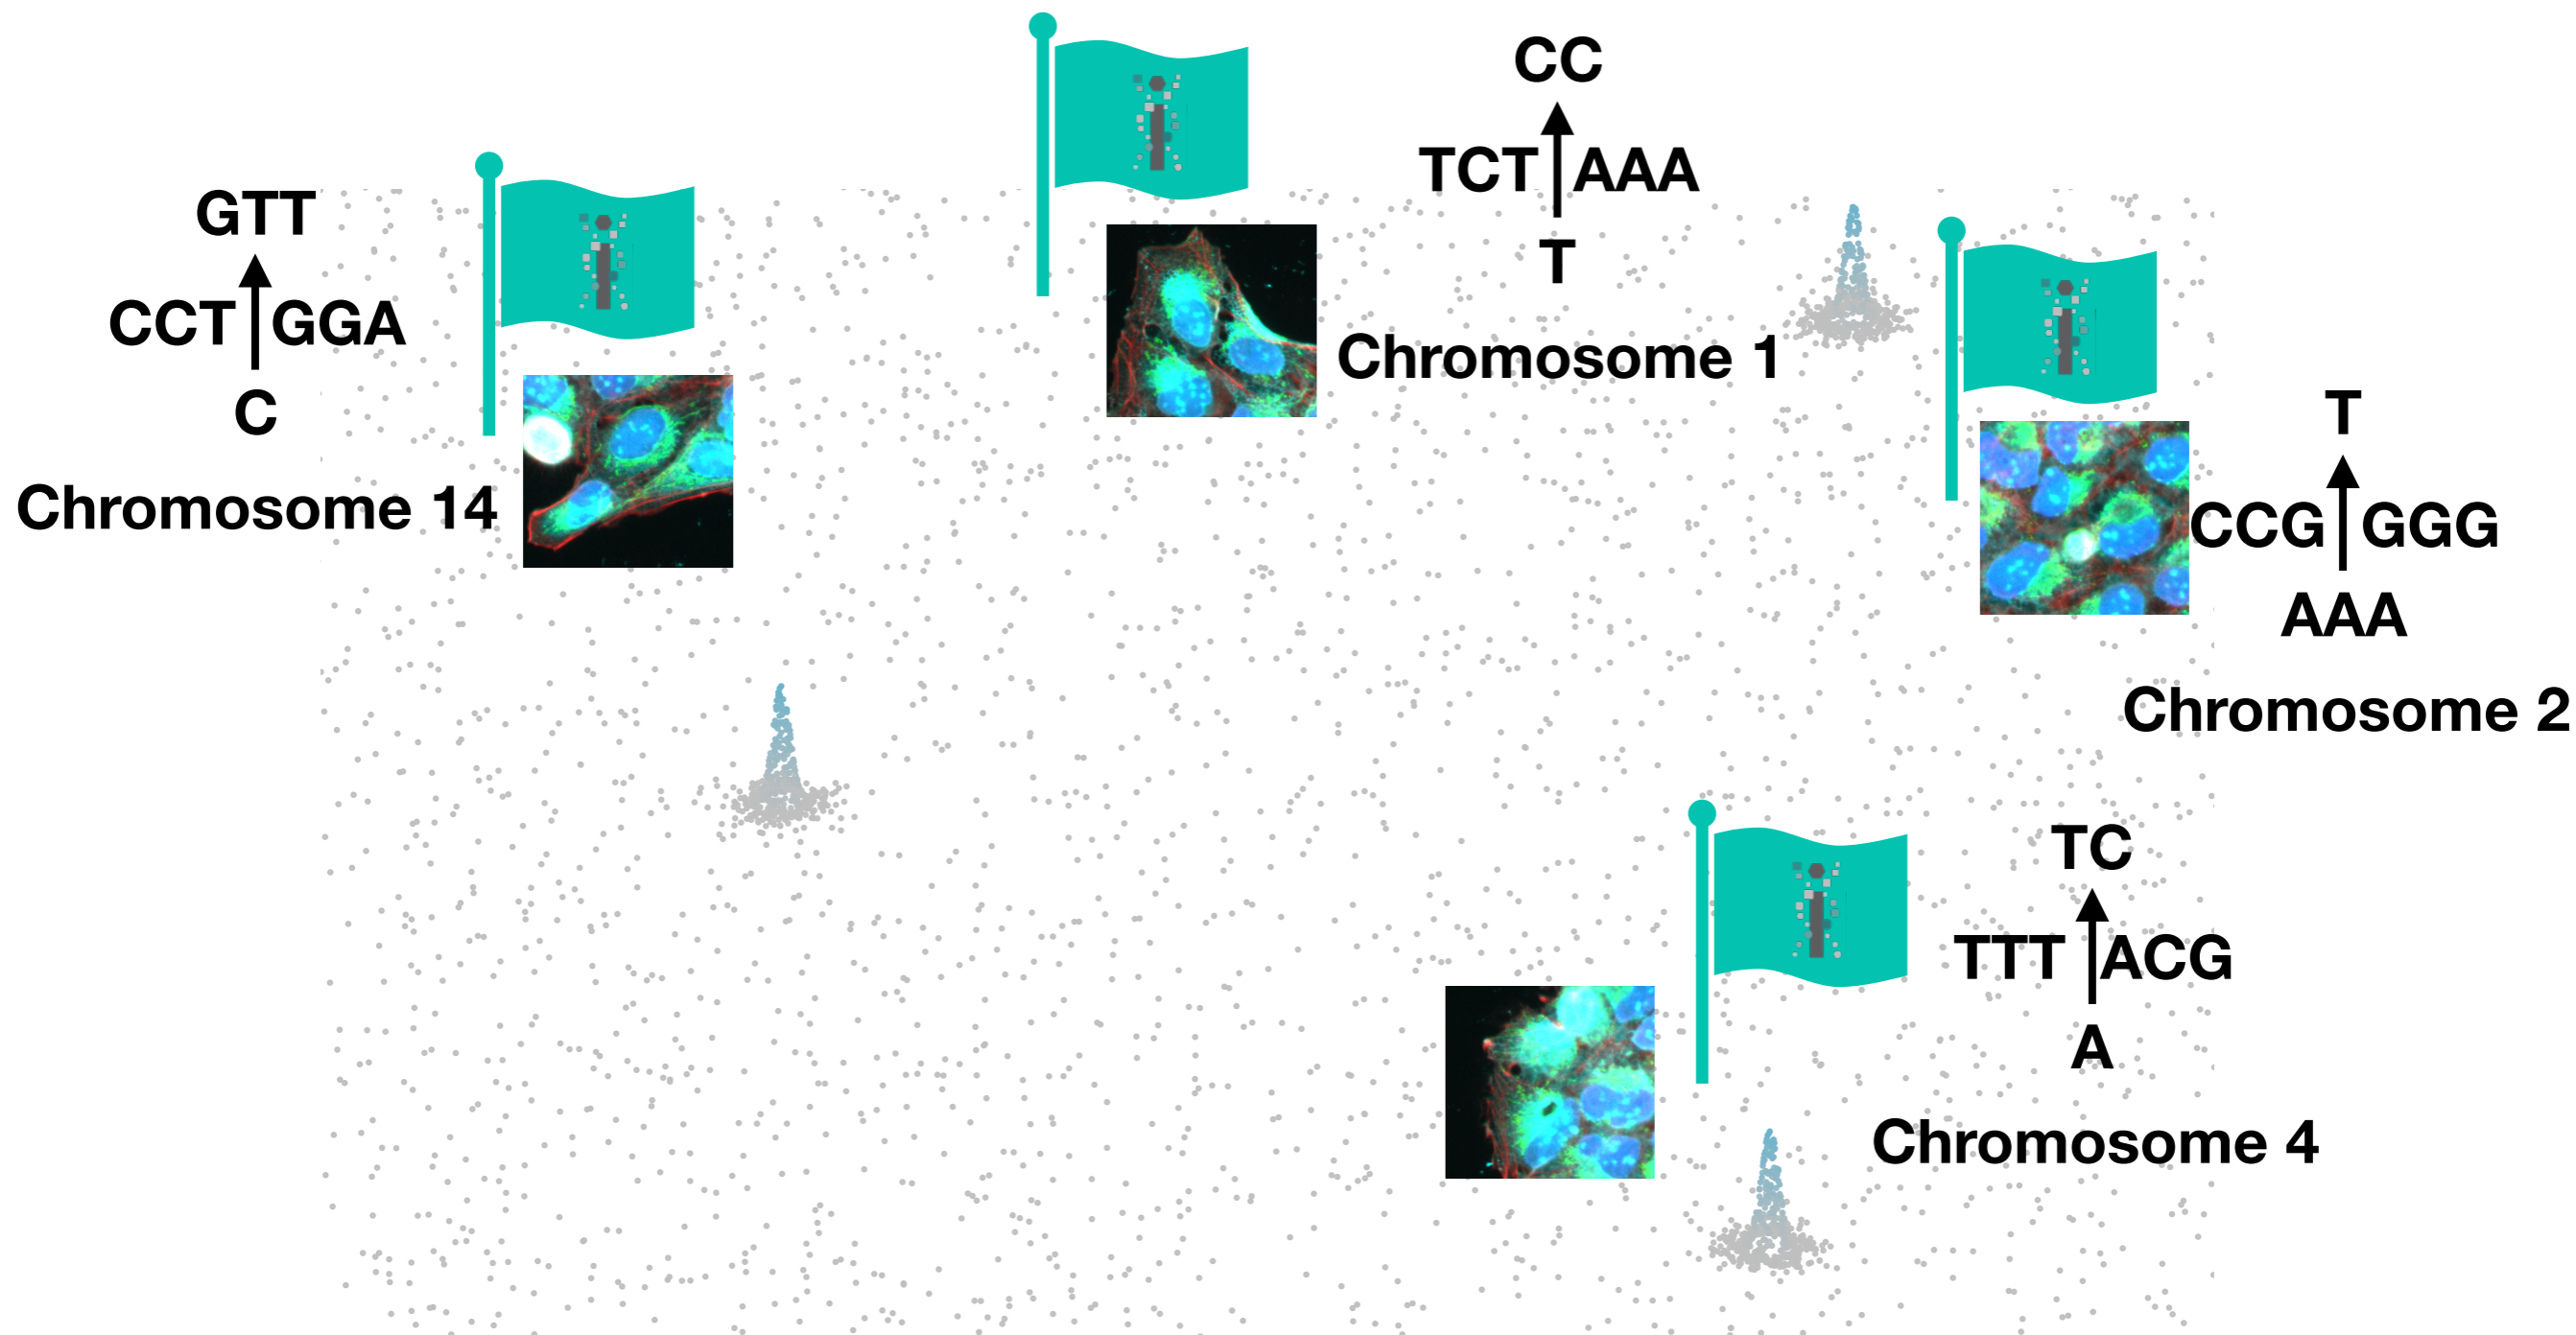 GTT
CCT GGA
C
Chromosome 14
CC
TCT AAA
T
Chromosome 1
T
CCG GGG
AAA
Chromosome 2
TC
TTT ACG
A
Chromosome 4